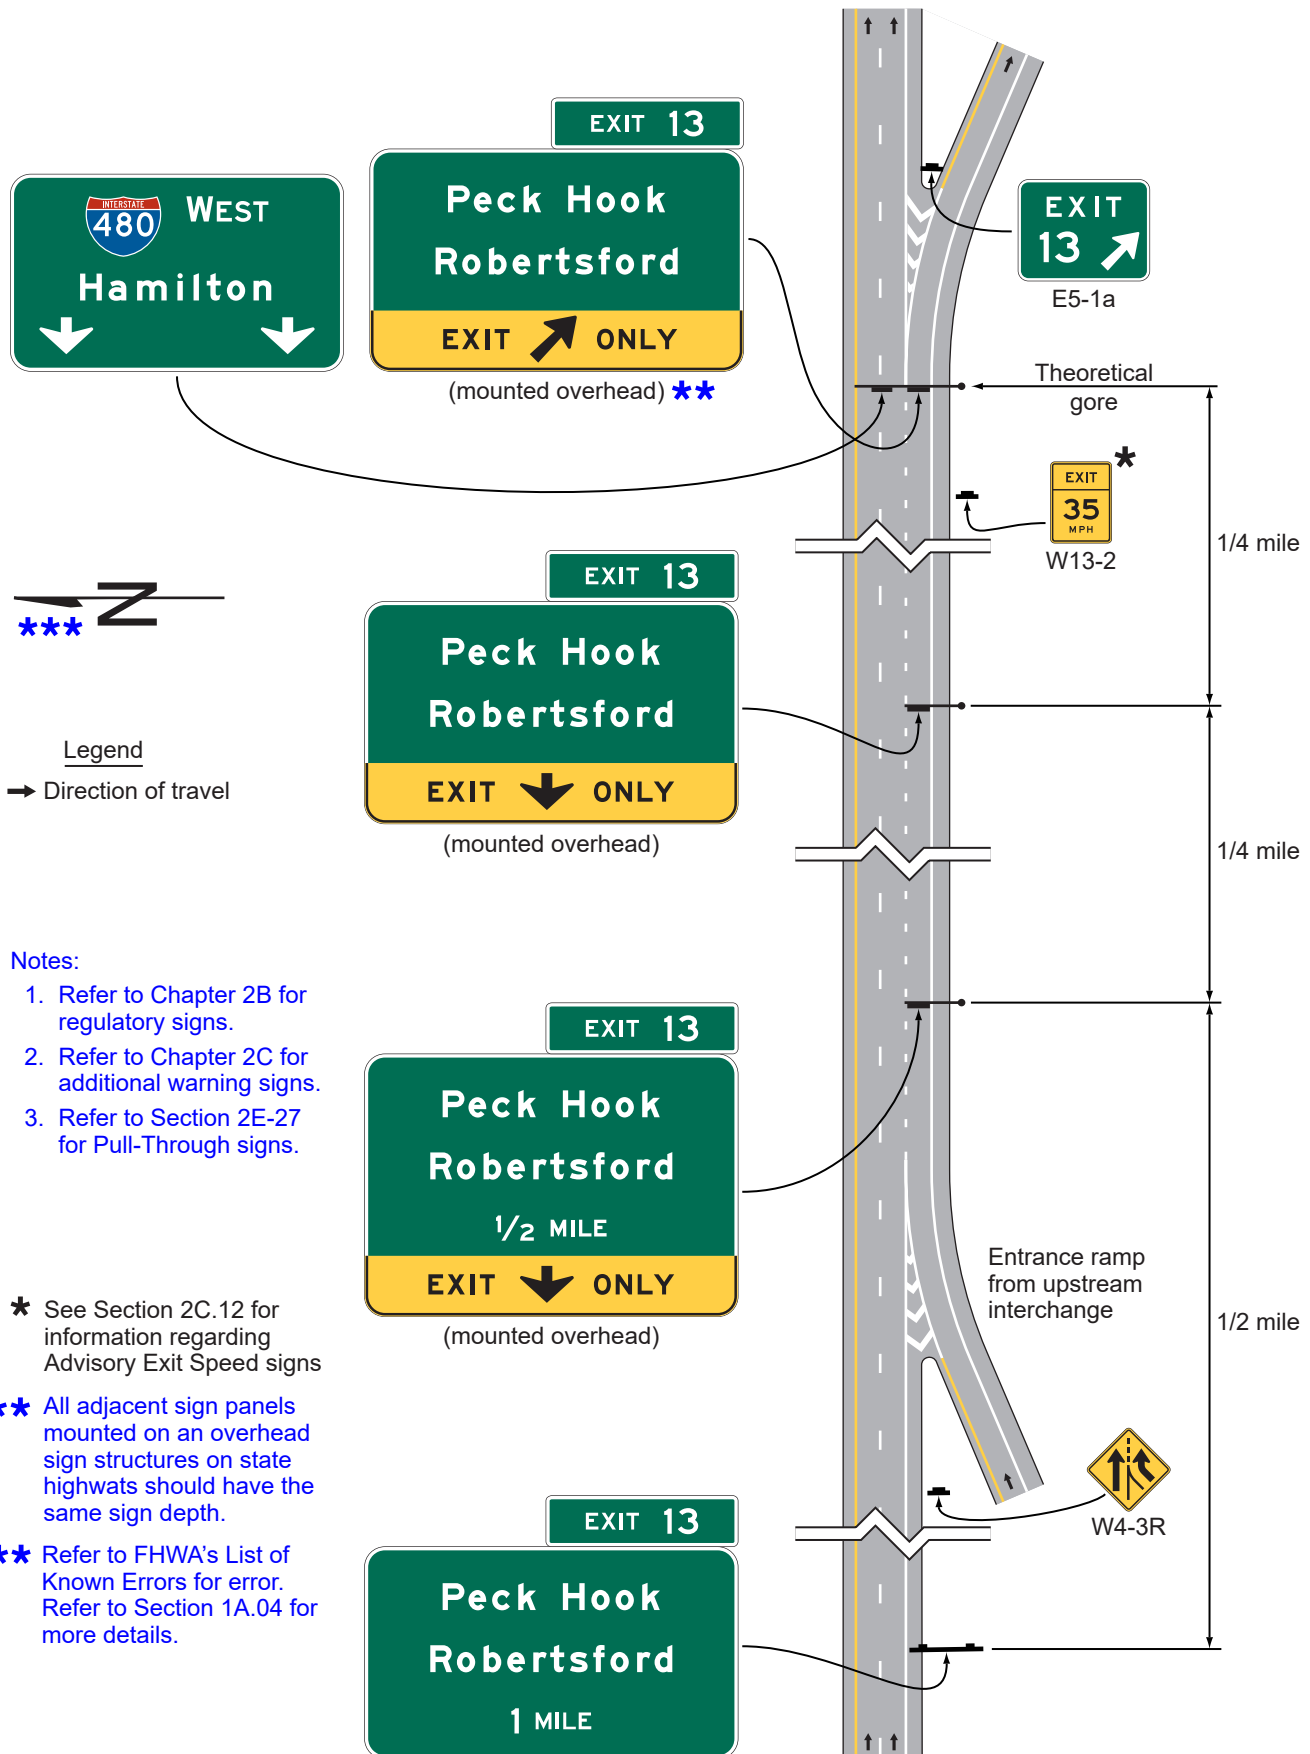 EXIT 13
Peck Hook
Robertsford
EXIT ONLY
(mounted overhead) **
INTERSTATE
480
WEST
Hamilton
EXIT
13
E5-1a
Theoretical
gore
*
EXIT
35
MPH
W13-2
1/4 mile
EXIT 13
Peck Hook
Robertsford
EXIT ONLY
(mounted overhead)
N
***
Legend
Direction of travel
1/4 mile
Notes:
1. Refer to Chapter 2B for
regulatory signs.
2. Refer to Chapter 2C for
additional warning signs.
3. Refer to Section 2E-27
for Pull-Through signs.
EXIT 13
Peck Hook
Robertsford
1/2 MILE
EXIT ONLY
(mounted overhead)
Entrance ramp
from upstream
interchange
1/2 mile
* See Section 2C.12 for
information regarding
Advisory Exit Speed signs
** All adjacent sign panels
mounted on an overhead
sign structures on state
highwats should have the
same sign depth.
** Refer to FHWA's List of
Known Errors for error.
Refer to Section 1A.04 for
more details.
W4-3R
EXIT 13
Peck Hook
Robertsford
1 MILE